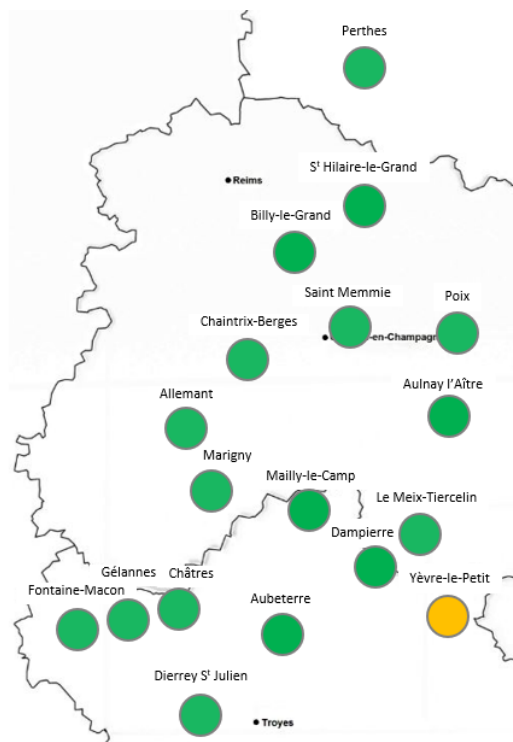 Perthes
Sᵗ Hilaire-le-Grand
Reims
Billy-le-Grand
Saint Memmie
Poix
Chaintrix-Berges
-en-Champagn
Aulnay l'Aître
Allemant
Marigny
Mailly-le-Camp
Le Meix-Tiercelin
Dampierre
Gélannes
Châtres
Yèvre-le-Petit
Fontaine-Macon
Aubeterre
Dierrey Sᵗ Julien
Troyes